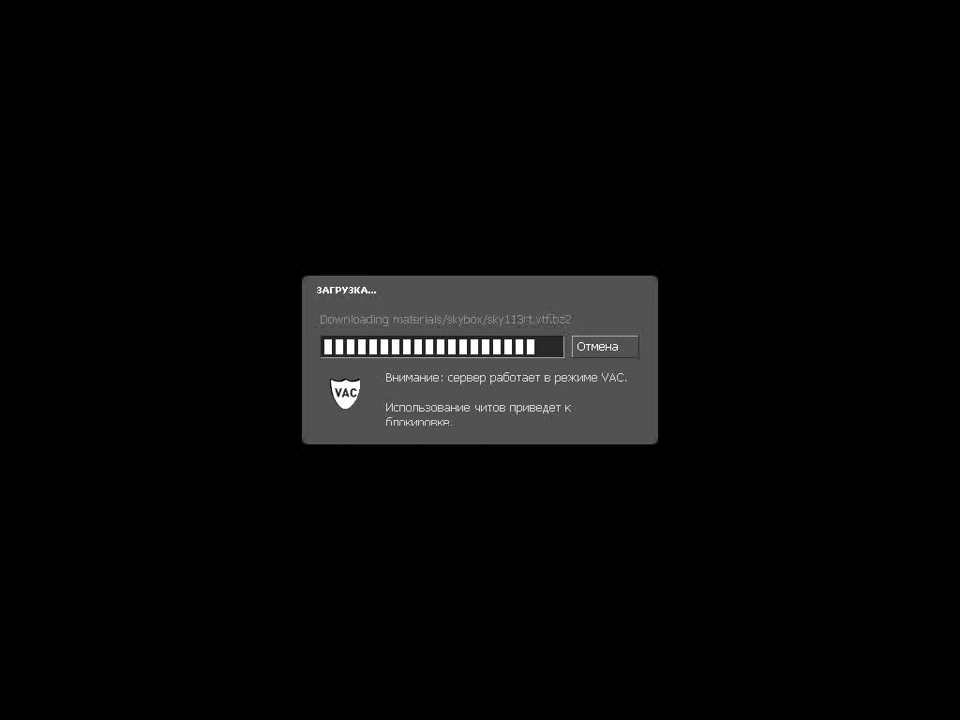 ЗАГРУЗКА...
Downloading materials/skybox/sky113rt.vtf.bz2
Отмена
VAC
Внимание: сервер работает в режиме VAC.
Использование читов приведет к
блокировке.